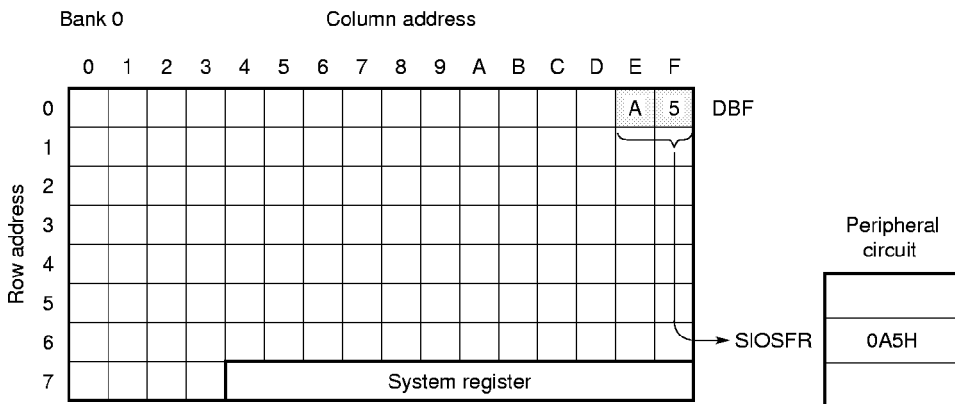 Bank 0
Column address
0 1 2 3 4 5 6 7 8 9 A B C D E F
0 A 5 DBF
1
2
3
4
5
6 SIOSFR
7 System register
Row address
Peripheral
circuit
0A5H